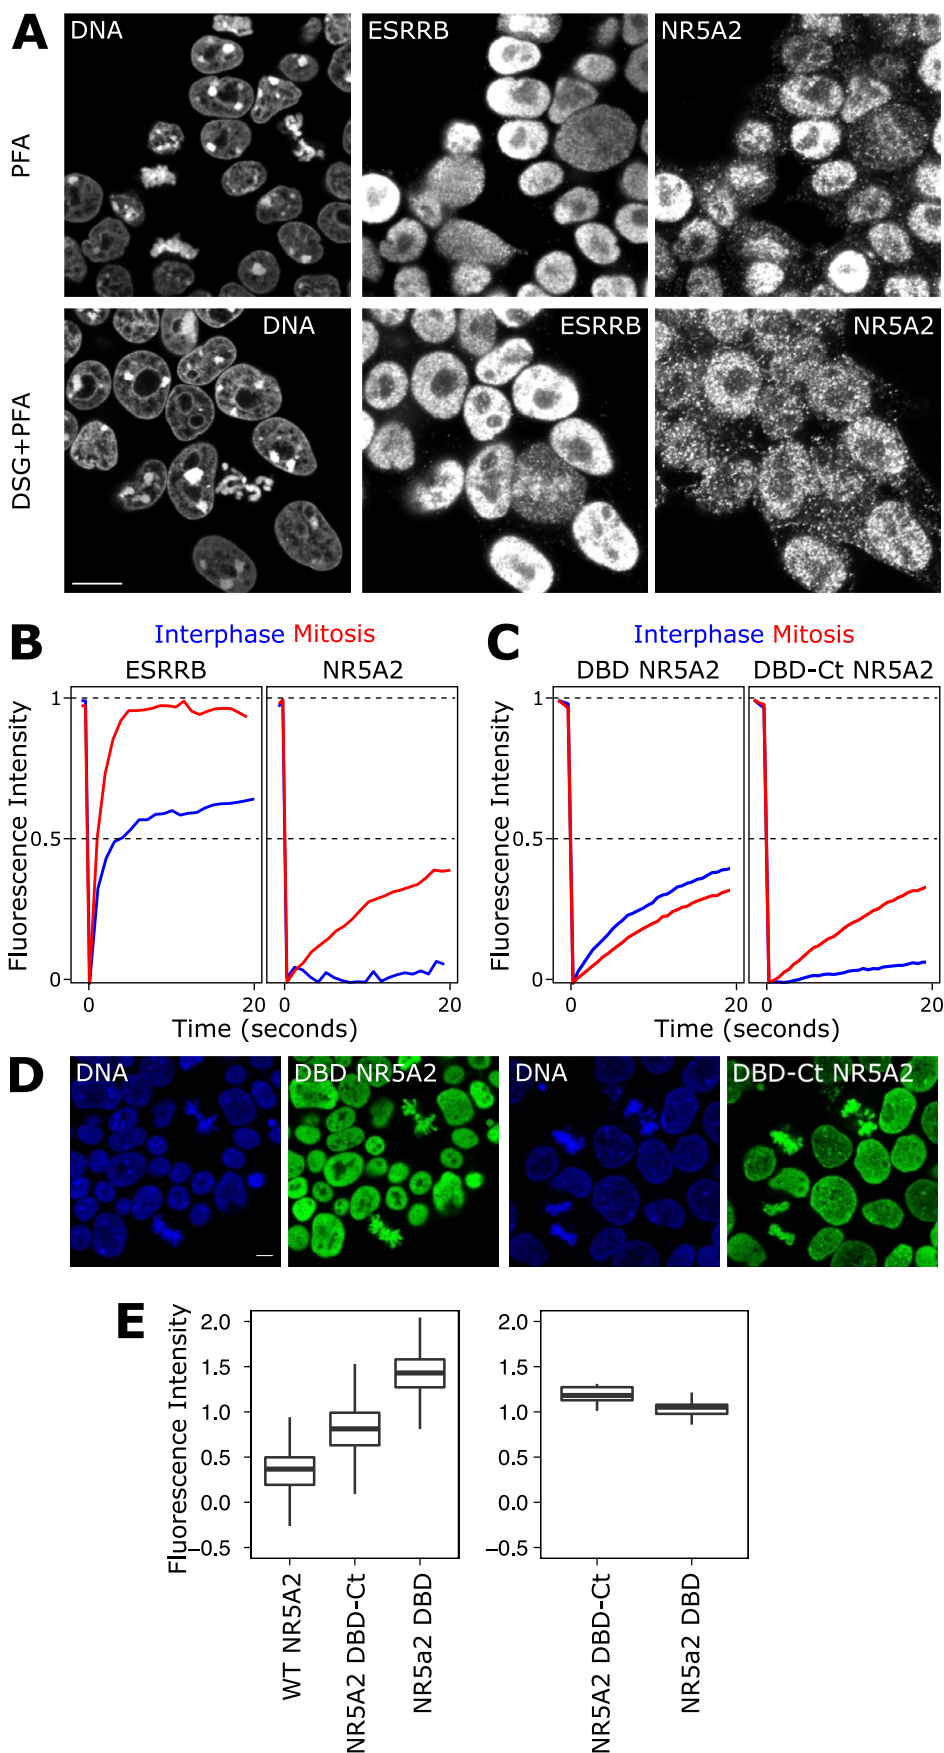 A
DNA
ESRRB
NR5A2
PFA
DNA
ESRRB
NR5A2
DSG+PFA
B
Interphase Mitosis
ESRRB
NR5A2
Fluorescence Intensity
1
0.5
0
0
20
0
20
Time (seconds)
C
Interphase Mitosis
DBD NR5A2
DBD-Ct NR5A2
Fluorescence Intensity
1
0.5
0
0
20
0
20
Time (seconds)
D
DNA
DBD NR5A2
DNA
DBD-Ct NR5A2
E
Fluorescence Intensity
2.0
1.5
1.0
0.5
0.0
−0.5
WT NR5A2
NR5A2 DBD-Ct
NR5a2 DBD
2.0
1.5
1.0
0.5
0.0
−0.5
NR5A2 DBD-Ct
NR5a2 DBD